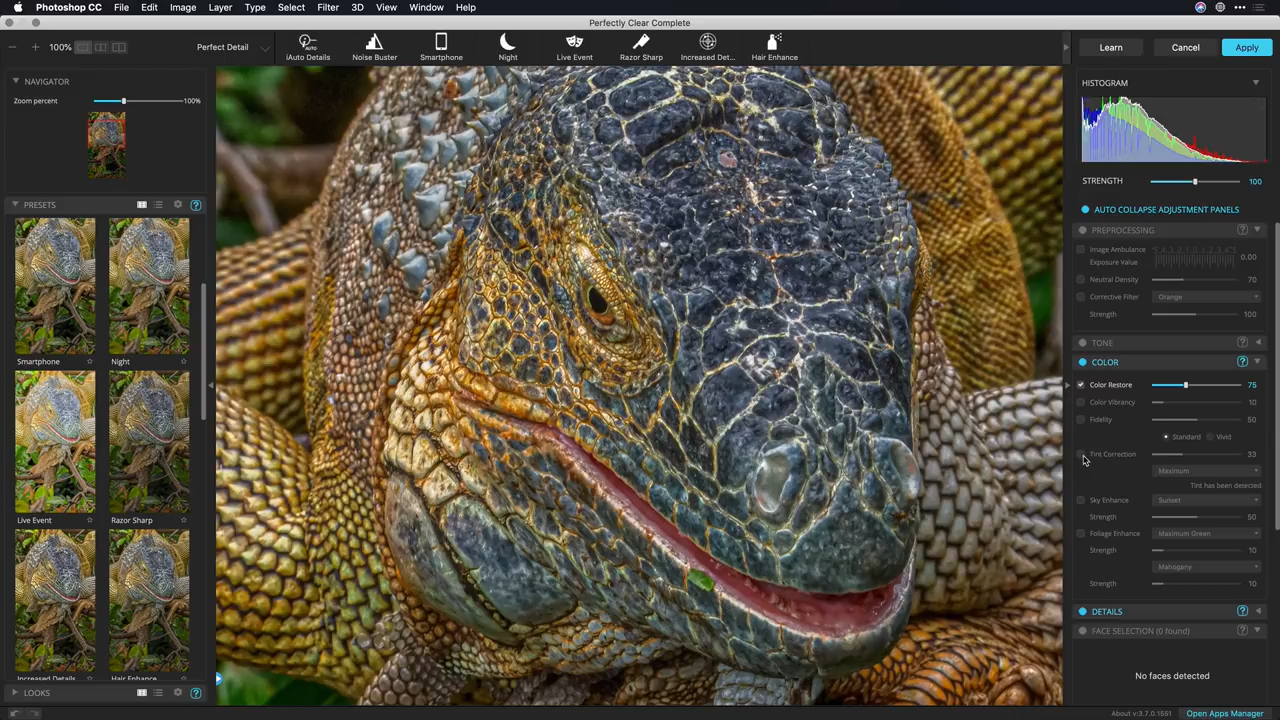 Photoshop CC File Edit Image Layer Type Select Filter 3D View Window Help
Perfectly Clear Complete
100% Perfect Detail
AUTO
iAuto Details Noise Buster Smartphone Night Live Event Razor Sharp Increased Det... Hair Enhance
Learn Cancel Apply
NAVIGATOR
Zoom percent 100%
PRESETS
Smartphone Night
Live Event Razor Sharp
Increased Details Hair Enhance
LOOKS
HISTOGRAM
STRENGTH 100
AUTO COLLAPSE ADJUSTMENT PANELS
PREPROCESSING
Image Ambulance
Exposure Value 0.00
Neutral Density 70
Corrective Filter Orange
Strength 100
TONE
COLOR
Color Restore 75
Color Vibrancy 10
Fidelity 50
Standard Vivid
Tint Correction 33
Maximum
Tint has been detected
Sky Enhance Sunset
Strength 50
Foliage Enhance Maximum Green
Strength 10
Mahogany
Strength 10
DETAILS
FACE SELECTION (0 found)
No faces detected
About v:3.7.0.1551 Open Apps Manager